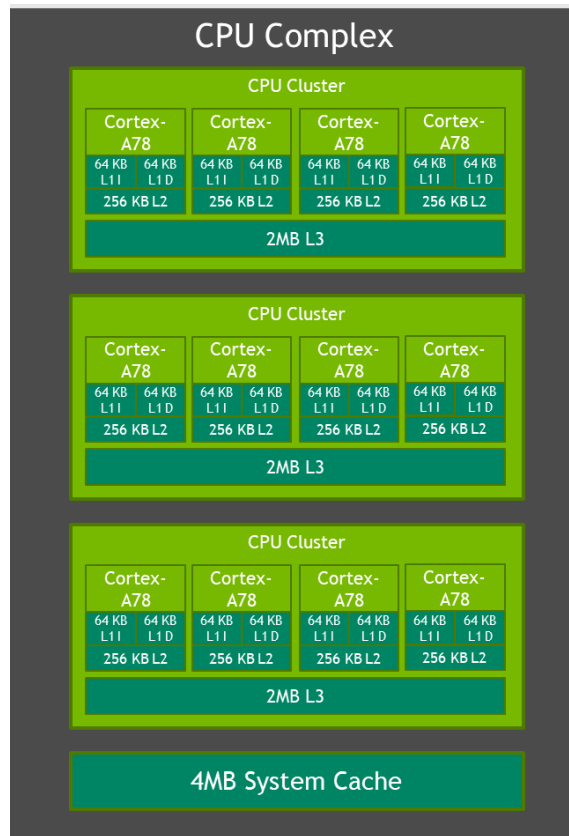 CPU Complex
CPU Cluster
Cortex- Cortex- Cortex- Cortex-
A78 A78 A78 A78
64 KB 64 KB 64 KB 64 KB 64 KB 64 KB 64 KB 64 KB
L1 I L1 D L1 I L1 D L1 I L1 D L1 I L1 D
256 KB L2 256 KB L2 256 KB L2 256 KB L2
2MB L3
CPU Cluster
Cortex- Cortex- Cortex- Cortex-
A78 A78 A78 A78
64 KB 64 KB 64 KB 64 KB 64 KB 64 KB 64 KB 64 KB
L1 I L1 D L1 I L1 D L1 I L1 D L1 I L1 D
256 KB L2 256 KB L2 256 KB L2 256 KB L2
2MB L3
CPU Cluster
Cortex- Cortex- Cortex- Cortex-
A78 A78 A78 A78
64 KB 64 KB 64 KB 64 KB 64 KB 64 KB 64 KB 64 KB
L1 I L1 D L1 I L1 D L1 I L1 D L1 I L1 D
256 KB L2 256 KB L2 256 KB L2 256 KB L2
2MB L3
4MB System Cache